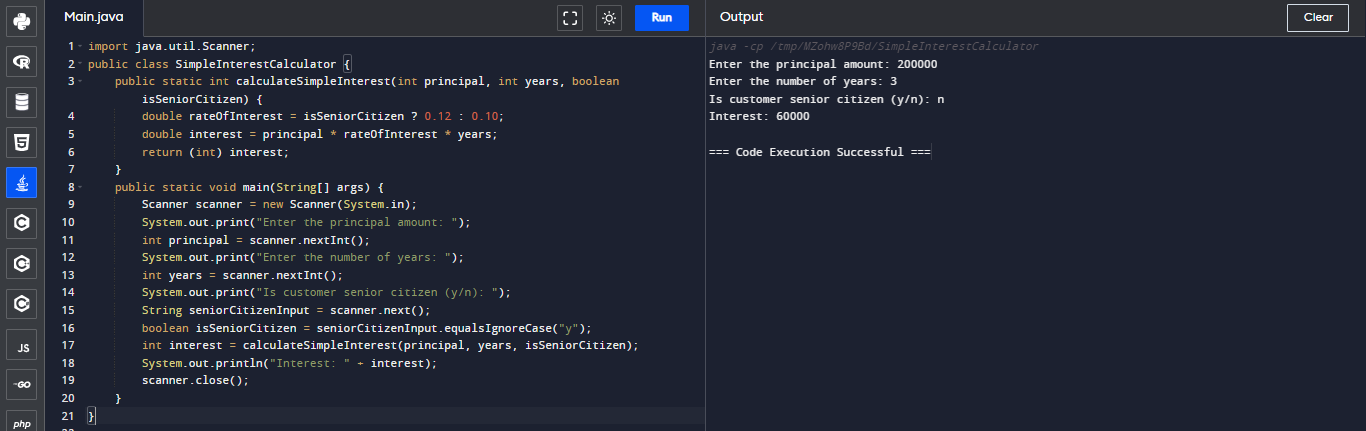 Main.java
Run
Output
Clear
1 import java.util.Scanner;
2 public class SimpleInterestCalculator {
3 public static int calculateSimpleInterest(int principal, int years, boolean
isSeniorCitizen) {
4 double rateOfInterest = isSeniorCitizen ? 0.12 : 0.10;
5 double interest = principal * rateOfInterest * years;
6 return (int) interest;
7 }
8 public static void main(String[] args) {
9 Scanner scanner = new Scanner(System.in);
10 System.out.print("Enter the principal amount: ");
11 int principal = scanner.nextInt();
12 System.out.print("Enter the number of years: ");
13 int years = scanner.nextInt();
14 System.out.print("Is customer senior citizen (y/n): ");
15 String seniorCitizenInput = scanner.next();
16 boolean isSeniorCitizen = seniorCitizenInput.equalsIgnoreCase("y");
17 int interest = calculateSimpleInterest(principal, years, isSeniorCitizen);
18 System.out.println("Interest: " + interest);
19 scanner.close();
20 }
21 }
java -cp /tmp/MZohw8P9Bd/SimpleInterestCalculator
Enter the principal amount: 200000
Enter the number of years: 3
Is customer senior citizen (y/n): n
Interest: 60000
=== Code Execution Successful ===
R
5
C
C
C
JS
GO
php